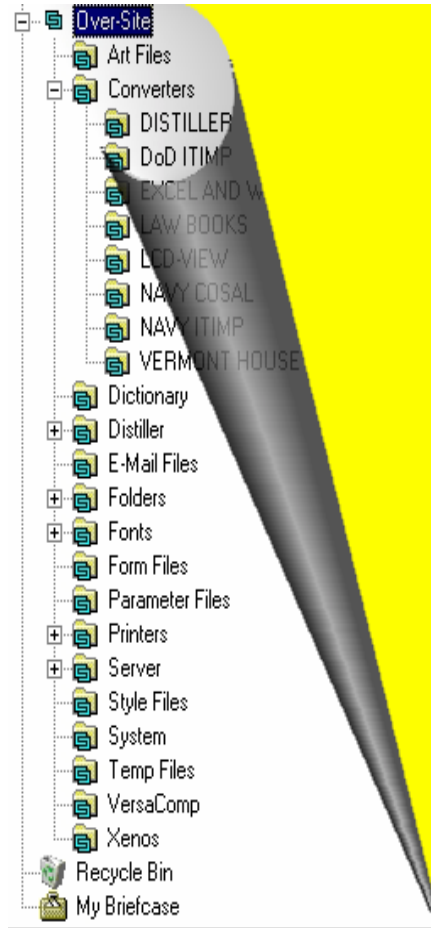 Over-Site
Art Files
Converters
DISTILLER
DoD ITIMP
EXCEL AND W
LAW BOOKS
LCD-VIEW
NAVY COSAL
NAVY ITIMP
VERMONT HOUSE
Dictionary
Distiller
E-Mail Files
Folders
Fonts
Form Files
Parameter Files
Printers
Server
Style Files
System
Temp Files
VersaComp
Xenos
Recycle Bin
My Briefcase